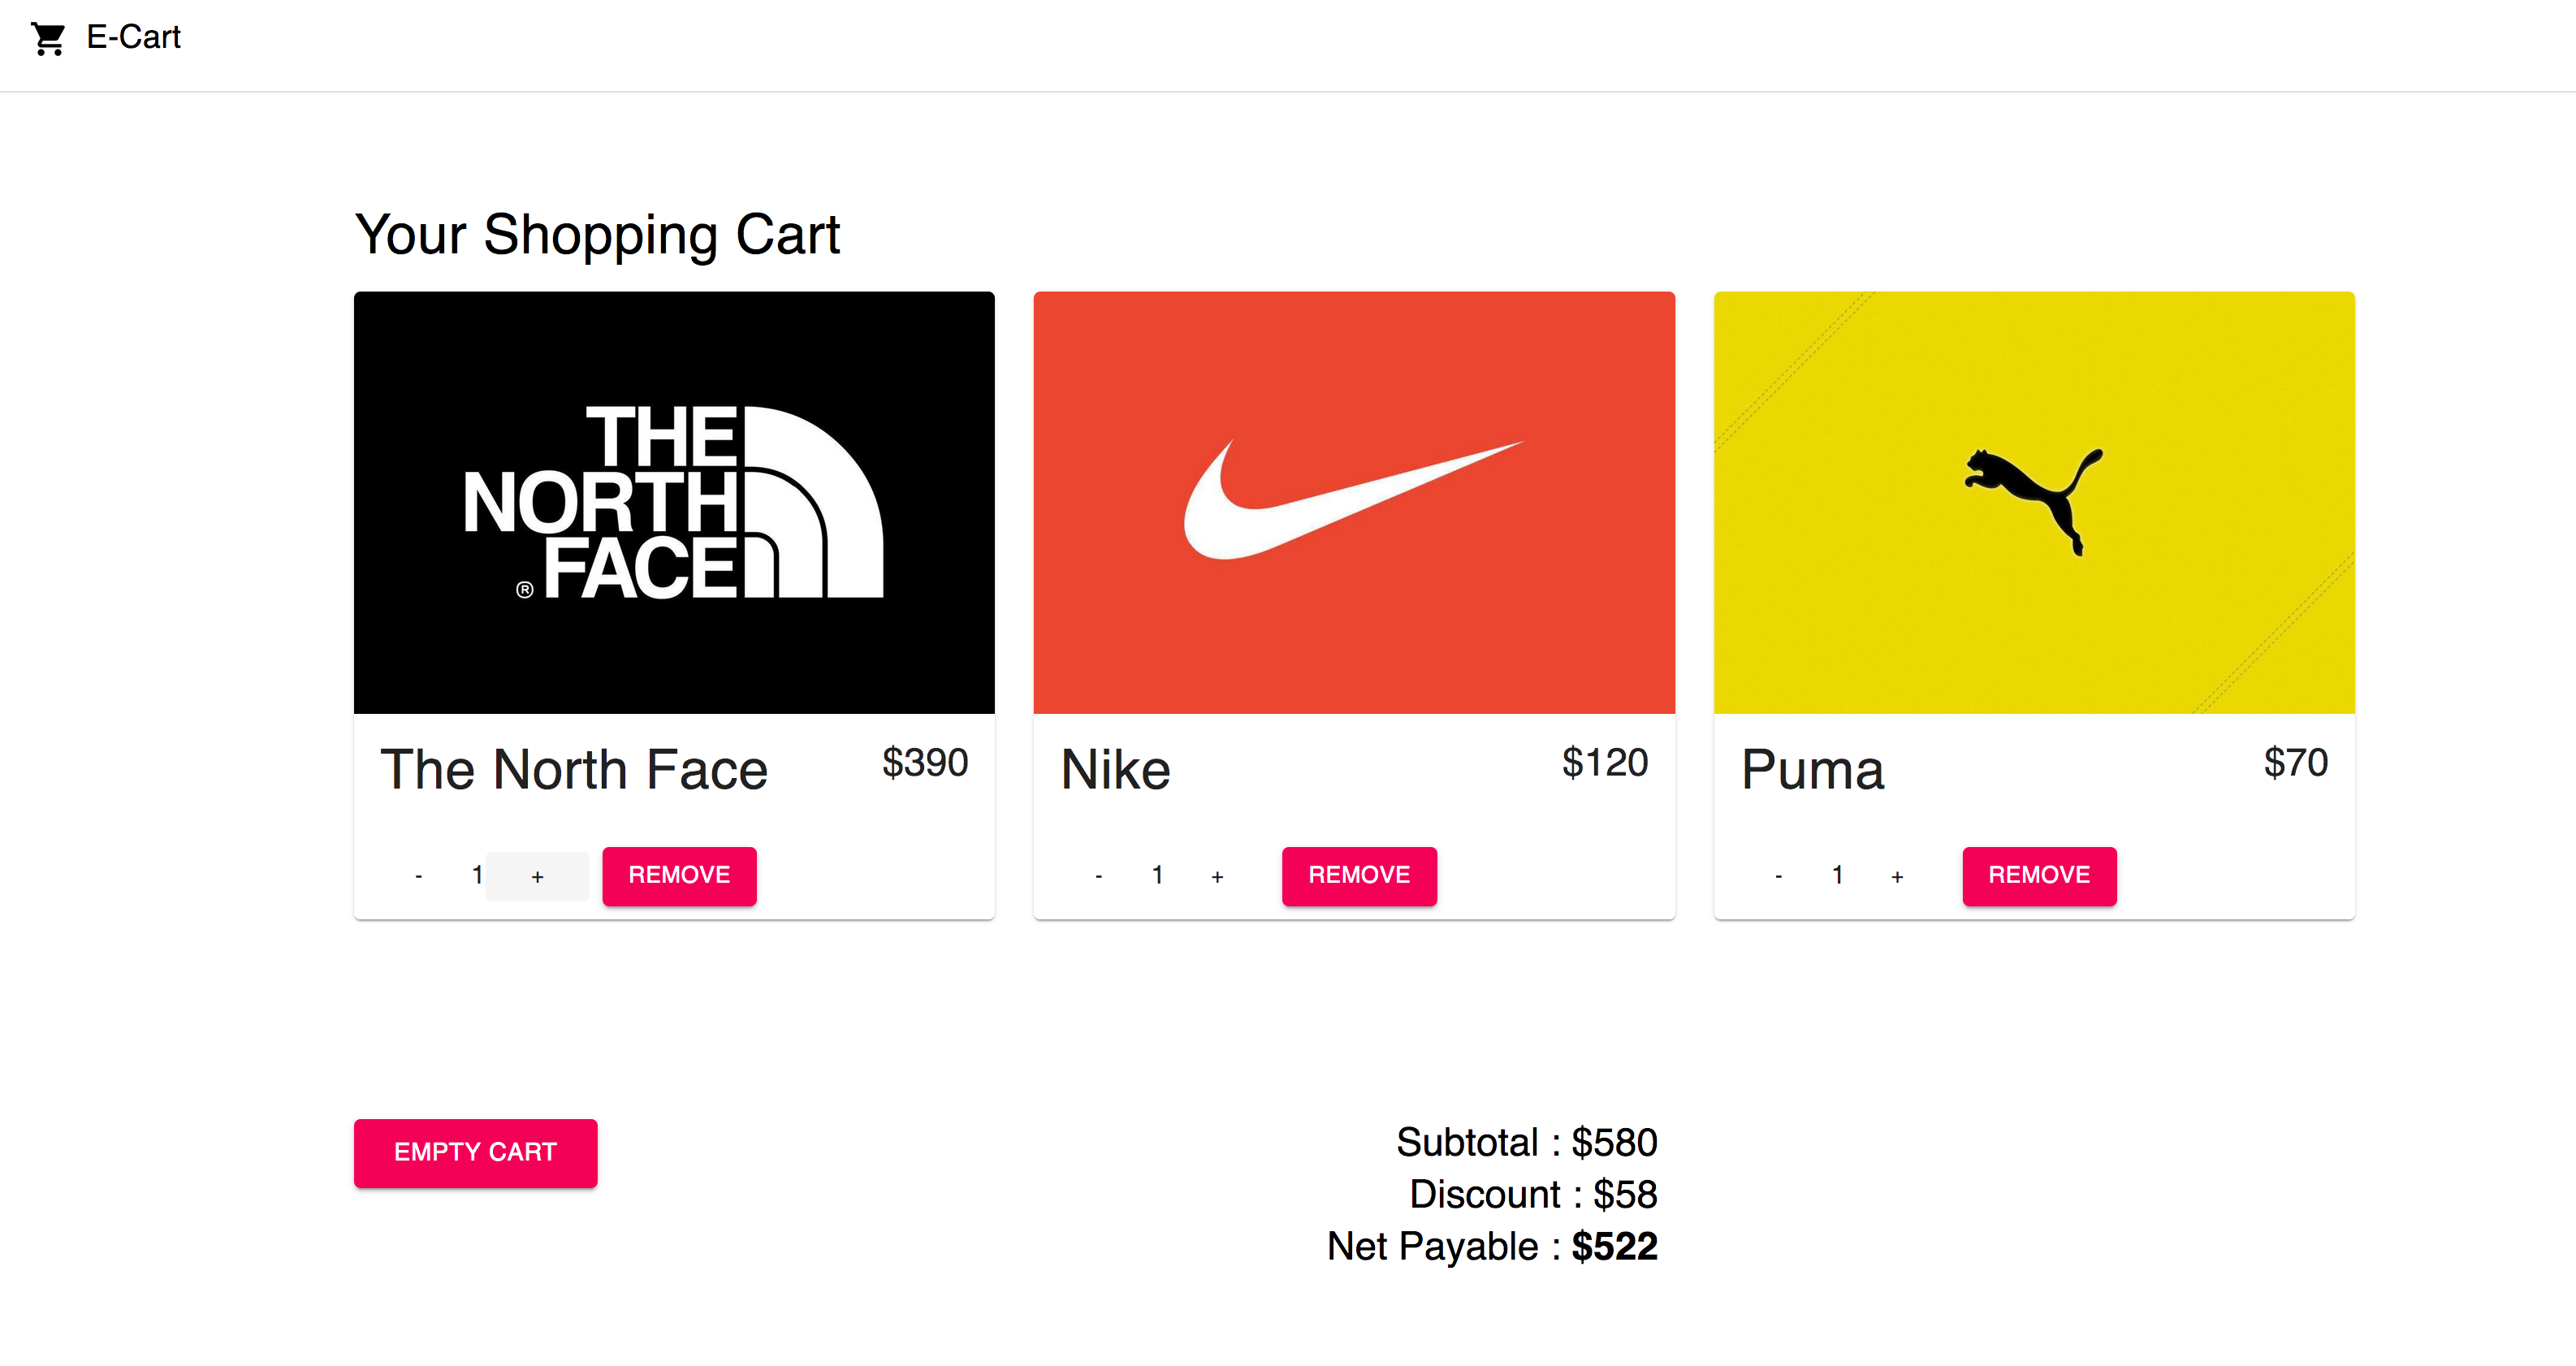 E-Cart
Your Shopping Cart
THE
NORTH
® FACE
The North Face $390
- 1 + REMOVE
Nike $120
- 1 + REMOVE
Puma $70
- 1 + REMOVE
EMPTY CART
Subtotal : $580
Discount : $58
Net Payable : $522